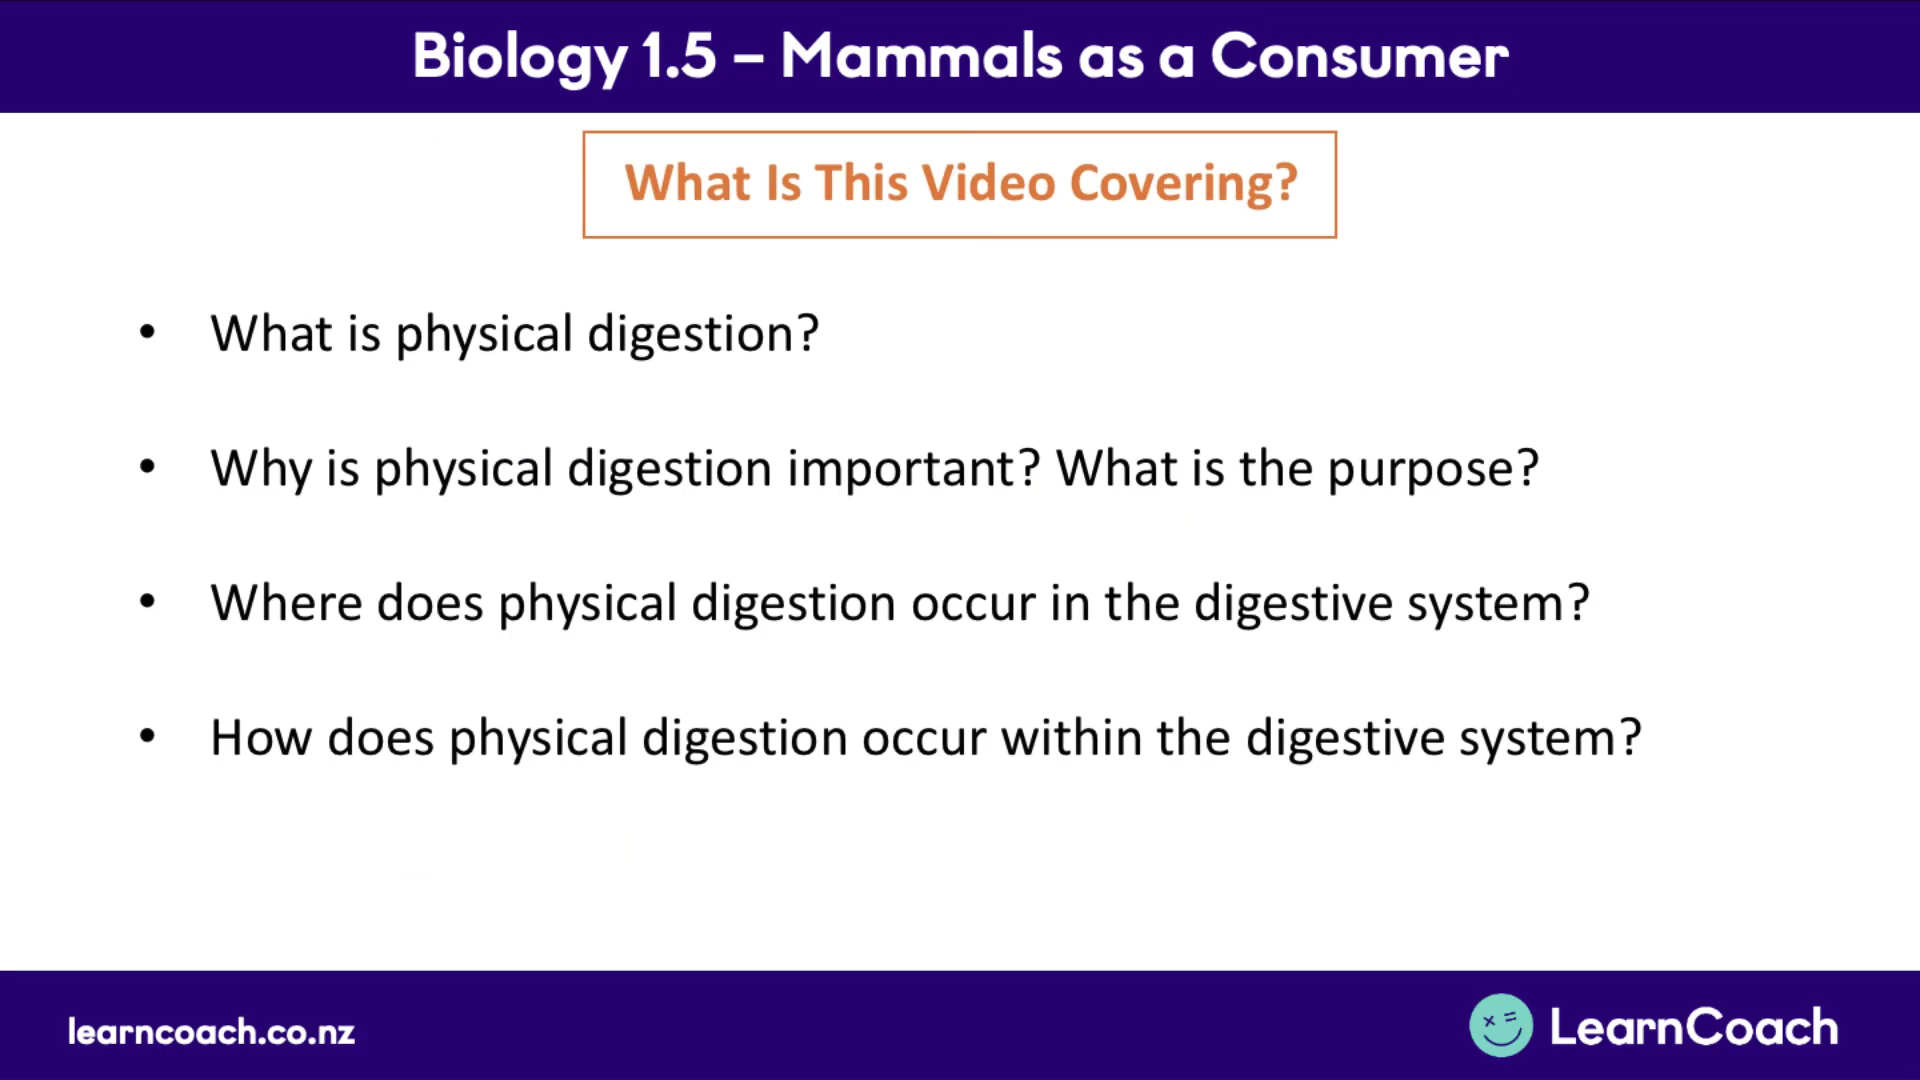 Biology 1.5 – Mammals as a Consumer
What Is This Video Covering?
• What is physical digestion?
• Why is physical digestion important? What is the purpose?
• Where does physical digestion occur in the digestive system?
• How does physical digestion occur within the digestive system?
learncoach.co.nz
LearnCoach